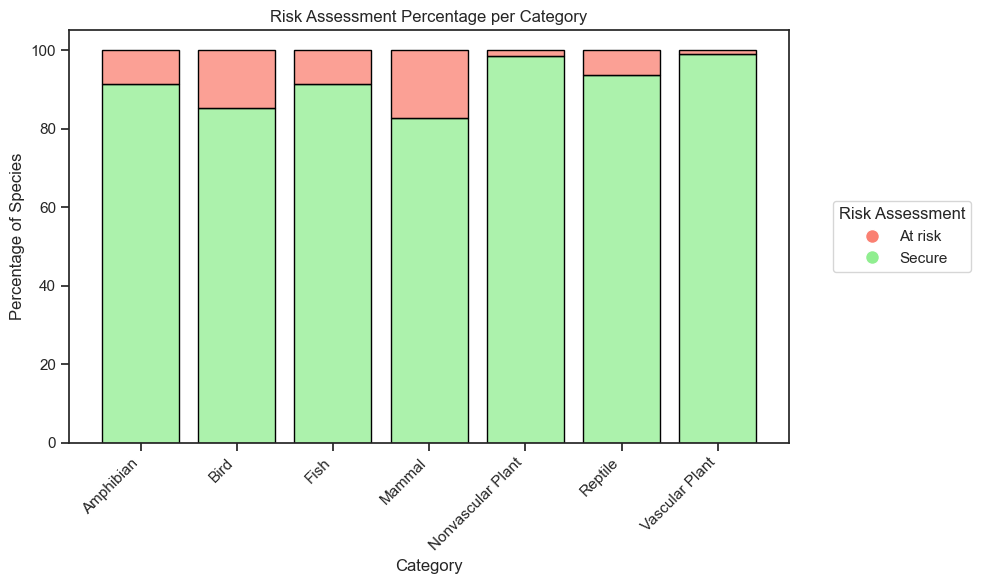 Risk Assessment Percentage per Category
Percentage of Species
100
80
60
40
20
0
Amphibian
Bird
Fish
Mammal
Nonvascular Plant
Reptile
Vascular Plant
Category
Risk Assessment
At risk
Secure